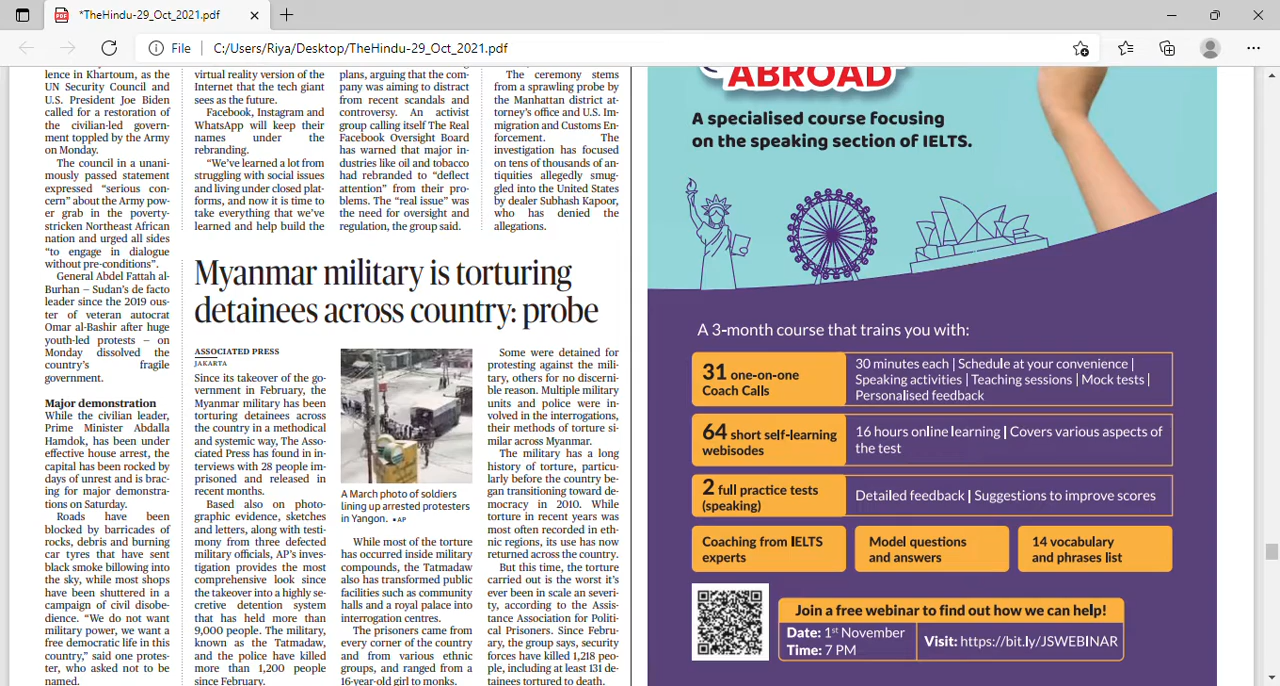 *TheHindu-29_Oct_2021.pdf
File
C:/Users/Riya/Desktop/TheHindu-29_Oct_2021.pdf
lence in Khartoum, as the
UN Security Council and
U.S. President Joe Biden
called for a restoration of
the civilian-led govern-
ment toppled by the Army
on Monday.
The council in a unani-
mously passed statement
expressed “serious con-
cern” about the Army pow-
er grab in the poverty-
stricken Northeast African
nation and urged all sides
“to engage in dialogue
without pre-conditions”.
General Abdel Fattah al-
Burhan – Sudan’s de facto
leader since the 2019 ous-
ter of veteran autocrat
Omar al-Bashir after huge
youth-led protests – on
Monday dissolved the
country’s fragile
government.
Major demonstration
While the civilian leader,
Prime Minister Abdalla
Hamdok, has been under
effective house arrest, the
capital has been rocked by
days of unrest and is brac-
ing for major demonstra-
tions on Saturday.
Roads have been
blocked by barricades of
rocks, debris and burning
car tyres that have sent
black smoke billowing into
the sky, while most shops
have been shuttered in a
campaign of civil disobe-
dience. “We do not want
military power, we want a
free democratic life in this
country,” said one protes-
ter, who asked not to be
named.
virtual reality version of the
Internet that the tech giant
sees as the future.
Facebook, Instagram and
WhatsApp will keep their
names under the
rebranding.
“We’ve learned a lot from
struggling with social issues
and living under closed plat-
forms, and now it is time to
take everything that we’ve
learned and help build the
plans, arguing that the com-
pany was aiming to distract
from recent scandals and
controversy. An activist
group calling itself The Real
Facebook Oversight Board
has warned that major in-
dustries like oil and tobacco
had rebranded to “deflect
attention” from their pro-
blems. The “real issue” was
the need for oversight and
regulation, the group said.
The ceremony stems
from a sprawling probe by
the Manhattan district at-
torney’s office and U.S. Im-
migration and Customs En-
forcement. The
investigation has focused
on tens of thousands of an-
tiquities allegedly smug-
gled into the United States
by dealer Subhash Kapoor,
who has denied the
allegations.
Myanmar military is torturing
detainees across country: probe
ASSOCIATED PRESS
JAKARTA
Since its takeover of the go-
vernment in February, the
Myanmar military has been
torturing detainees across
the country in a methodical
and systemic way, The Asso-
ciated Press has found in in-
terviews with 28 people im-
prisoned and released in
recent months.
Based also on photo-
graphic evidence, sketches
and letters, along with testi-
mony from three defected
military officials, AP’s inves-
tigation provides the most
comprehensive look since
the takeover into a highly se-
cretive detention system
that has held more than
9,000 people. The military,
known as the Tatmadaw,
and the police have killed
more than 1,200 people
since February.
A March photo of soldiers
lining up arrested protesters
in Yangon. •AP
While most of the torture
has occurred inside military
compounds, the Tatmadaw
also has transformed public
facilities such as community
halls and a royal palace into
interrogation centres.
The prisoners came from
every corner of the country
and from various ethnic
groups, and ranged from a
16-year-old girl to monks.
Some were detained for
protesting against the mili-
tary, others for no discerni-
ble reason. Multiple military
units and police were in-
volved in the interrogations,
their methods of torture si-
milar across Myanmar.
The military has a long
history of torture, particu-
larly before the country be-
gan transitioning toward de-
mocracy in 2010. While
torture in recent years was
most often recorded in eth-
nic regions, its use has now
returned across the country.
But this time, the torture
carried out is the worst it’s
ever been in scale an severi-
ty, according to the Assis-
tance Association for Politi-
cal Prisoners. Since Febru-
ary, the group says, security
forces have killed 1,218 peo-
ple, including at least 131 de-
tainees tortured to death.
ABROAD
A specialised course focusing
on the speaking section of IELTS.
A 3-month course that trains you with:
31 one-on-one
Coach Calls
30 minutes each | Schedule at your convenience |
Speaking activities | Teaching sessions | Mock tests |
Personalised feedback
64 short self-learning
webisodes
16 hours online learning | Covers various aspects of
the test
2 full practice tests
(speaking)
Detailed feedback | Suggestions to improve scores
Coaching from IELTS
experts
Model questions
and answers
14 vocabulary
and phrases list
Join a free webinar to find out how we can help!
Date: 1st November
Time: 7 PM
Visit: https://bit.ly/JSWEBINAR